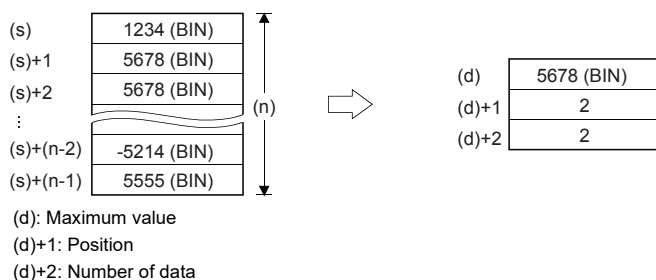 (s) 1234 (BIN)
(s)+1 5678 (BIN)
(s)+2 5678 (BIN)
⋮ (n)
(s)+(n-2) -5214 (BIN)
(s)+(n-1) 5555 (BIN)
(d) 5678 (BIN)
(d)+1 2
(d)+2 2
(d): Maximum value
(d)+1: Position
(d)+2: Number of data